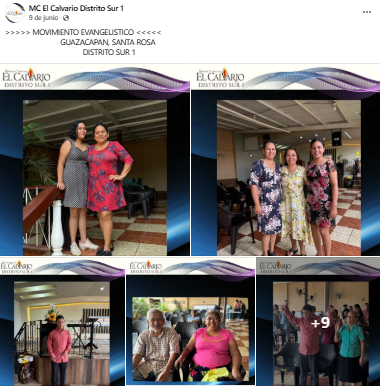 MC El Calvario Distrito Sur 1
9 de junio ·
>>>>> MOVIMIENTO EVANGELISTICO <<<<<
GUAZACAPAN, SANTA ROSA
DISTRITO SUR 1
EL CALVARIO
DISTRITO SUR 1
EL CALVARIO
DISTRITO SUR 1
EL CALVARIO
DISTRITO SUR 1
EL CALVARIO
DISTRITO SUR 1
EL CALVARIO
DISTRITO SUR 1
+9